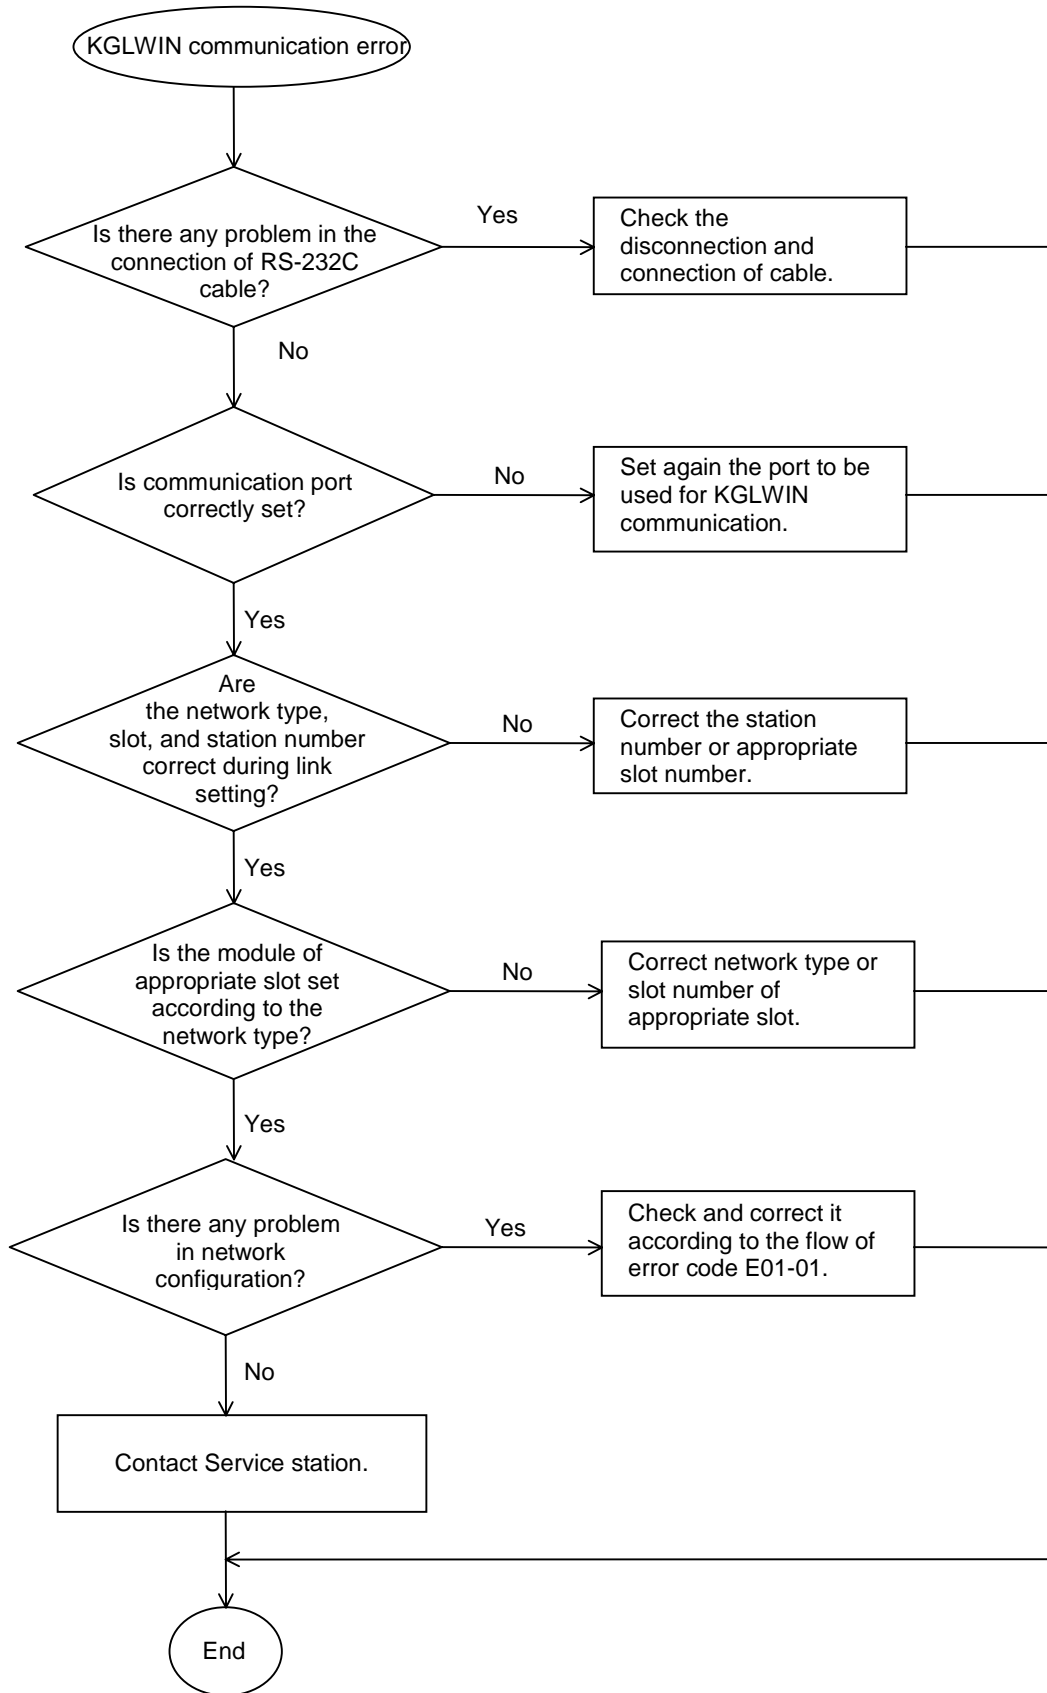 KGLWIN communication error
Is there any problem in the
connection of RS-232C
cable?
Yes
Check the
disconnection and
connection of cable.
No
Is communication port
correctly set?
No
Set again the port to be
used for KGLWIN
communication.
Yes
Are
the network type,
slot, and station number
correct during link
setting?
No
Correct the station
number or appropriate
slot number.
Yes
Is the module of
appropriate slot set
according to the
network type?
No
Correct network type or
slot number of
appropriate slot.
Yes
Is there any problem
in network
configuration?
Yes
Check and correct it
according to the flow of
error code E01-01.
No
Contact Service station.
End